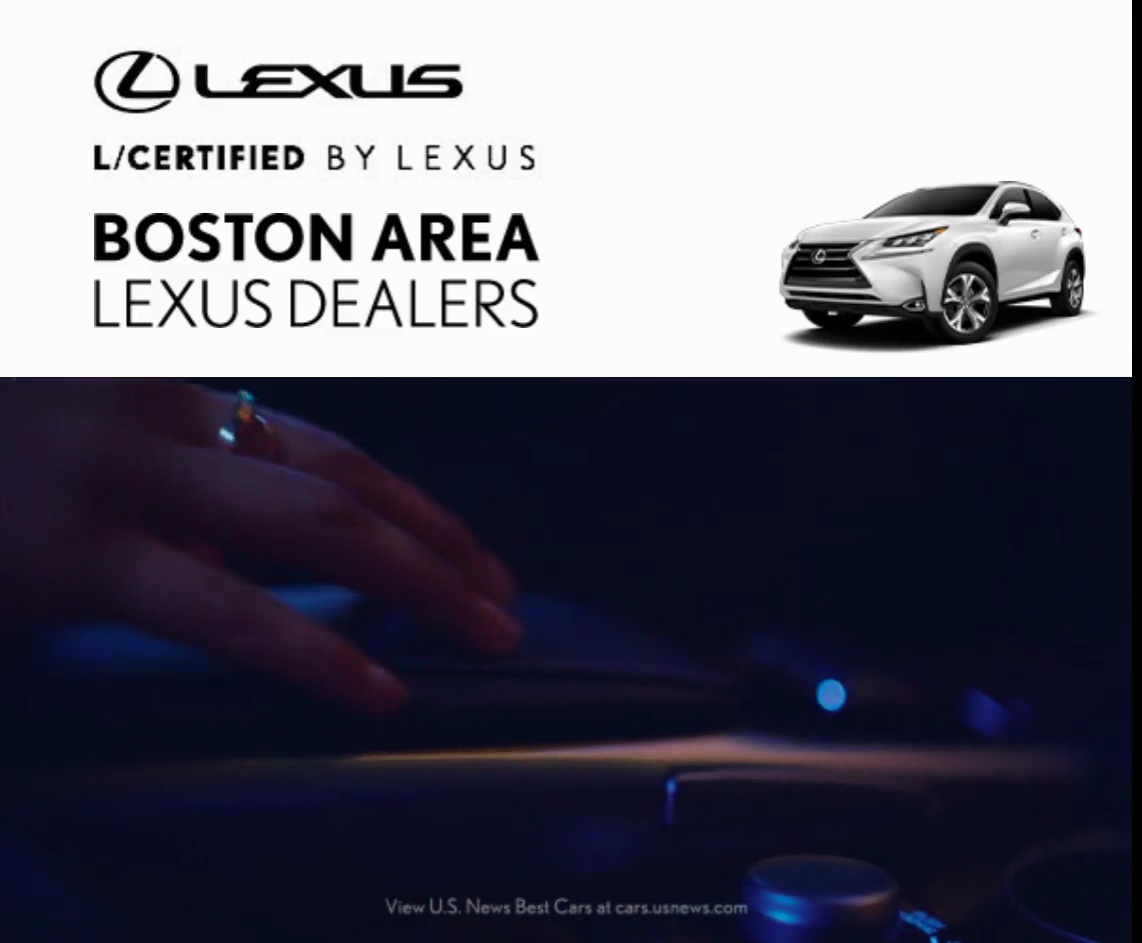 LEXUS
L/CERTIFIED BY LEXUS
BOSTON AREA
LEXUS DEALERS
View U.S. News Best Cars at cars.usnews.com